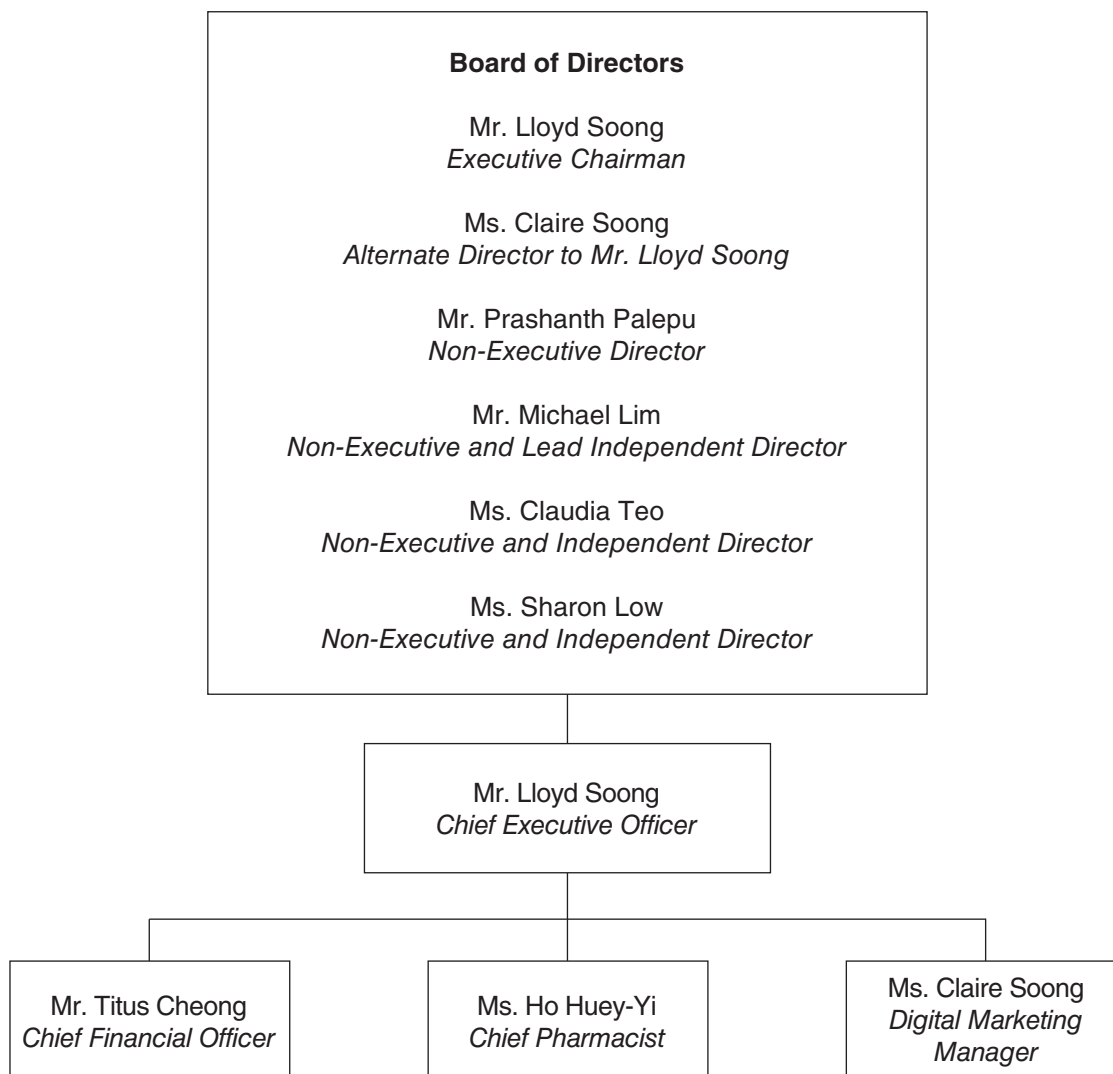 Board of Directors
Mr. Lloyd Soong
Executive Chairman
Ms. Claire Soong
Alternate Director to Mr. Lloyd Soong
Mr. Prashanth Palepu
Non-Executive Director
Mr. Michael Lim
Non-Executive and Lead Independent Director
Ms. Claudia Teo
Non-Executive and Independent Director
Ms. Sharon Low
Non-Executive and Independent Director
Mr. Lloyd Soong
Chief Executive Officer
Mr. Titus Cheong
Chief Financial Officer
Ms. Ho Huey-Yi
Chief Pharmacist
Ms. Claire Soong
Digital Marketing
Manager